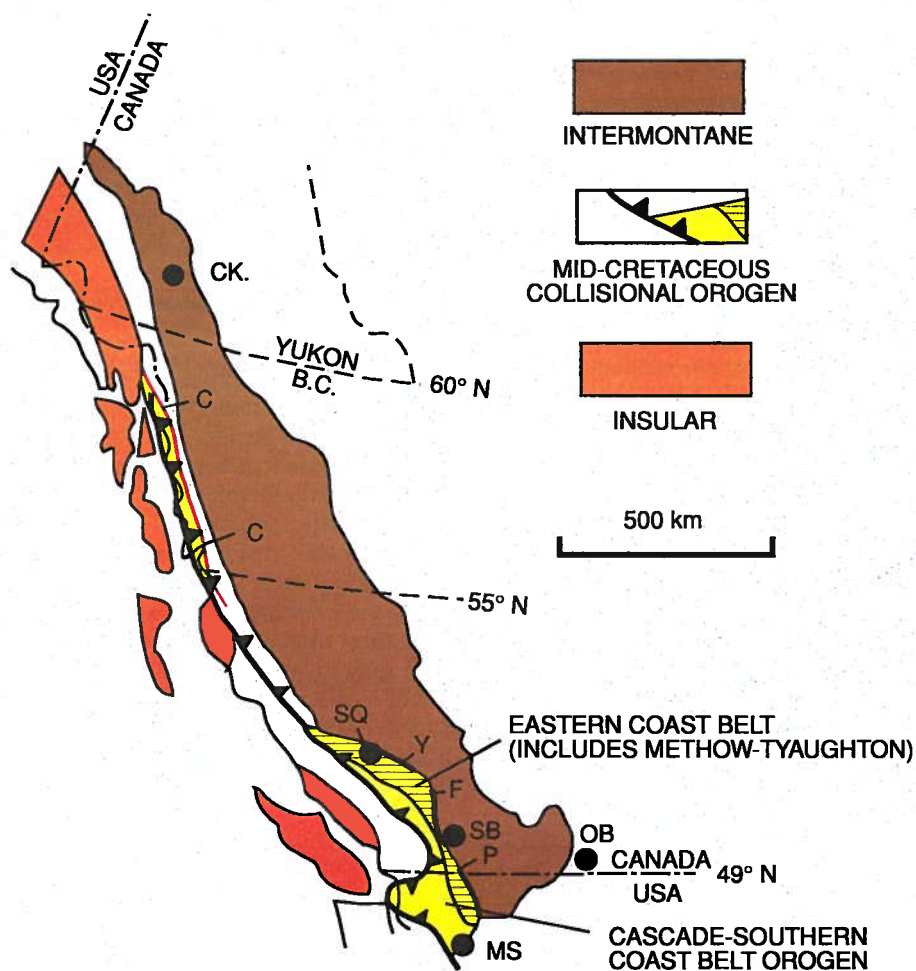 USA
CANADA
INTERMONTANE
MID-CRETACEOUS
COLLISIONAL OROGEN
CK.
YUKON
B.C.
60° N
INSULAR
C
500 km
C
55° N
SQ
Y
EASTERN COAST BELT
(INCLUDES METHOW-TYAUGHTON)
F
SB
OB
P
CANADA
49° N
USA
MS
CASCADE-SOUTHERN
COAST BELT OROGEN